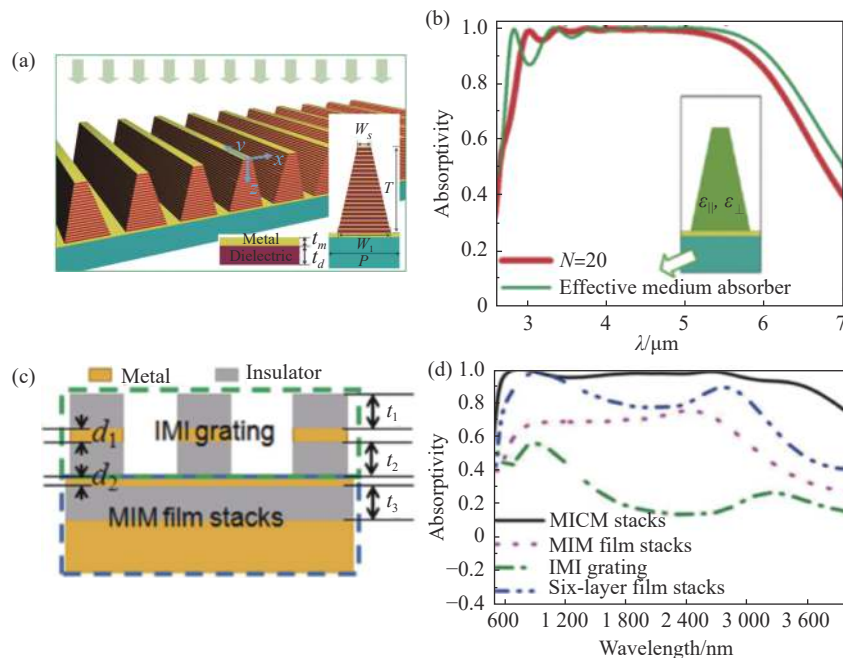 (a)
y
x
z
W_s
T
Metal
Dielectric
t_m
t_d
W_1
P
(b)
Absorptivity
1.0
0.8
0.6
0.4
0.2
0
ε_||, ε_⊥
N=20
Effective medium absorber
3 4 5 6 7
λ/μm
(c)
Metal
Insulator
IMI grating
d_1
d_2
t_1
t_2
t_3
MIM film stacks
(d)
Absorptivity
1.0
0.8
0.6
0.4
0.2
0
−0.2
−0.4
MICM stacks
MIM film stacks
IMI grating
Six-layer film stacks
600 1 200 1 800 2 400 3 000 3 600
Wavelength/nm